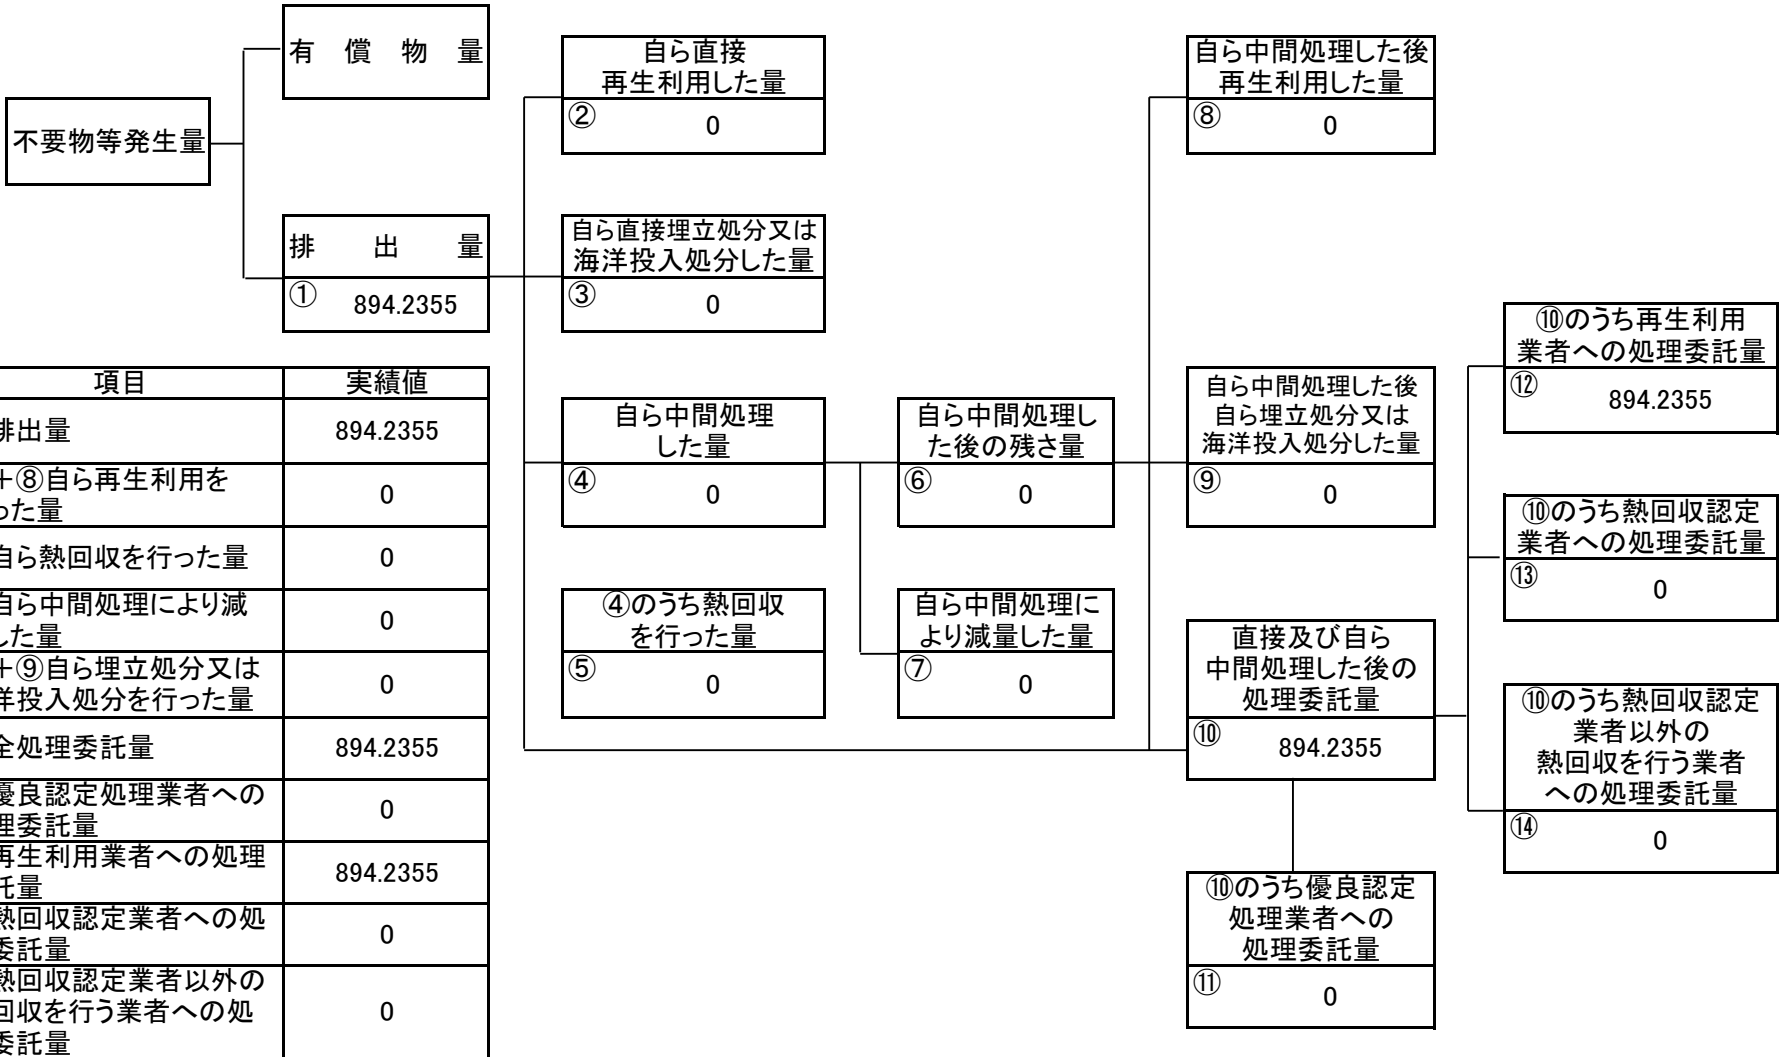 不要物等発生量
有償物量
排出量
① 894.2355
自ら直接
再生利用した量
② 0
自ら直接埋立処分又は
海洋投入処分した量
③ 0
自ら中間処理
した量
④ 0
④のうち熱回収
を行った量
⑤ 0
自ら中間処理し
た後の残さ量
⑥ 0
自ら中間処理に
より減量した量
⑦ 0
自ら中間処理した後
再生利用した量
⑧ 0
自ら中間処理した後
自ら埋立処分又は
海洋投入処分した量
⑨ 0
直接及び自ら
中間処理した後の
処理委託量
⑩ 894.2355
⑩のうち優良認定
処理業者への
処理委託量
⑪ 0
⑩のうち再生利用
業者への処理委託量
⑫ 894.2355
⑩のうち熱回収認定
業者への処理委託量
⑬ 0
⑩のうち熱回収認定
業者以外の
熱回収を行う業者
への処理委託量
⑭ 0
項目 実績値
排出量 894.2355
+⑧自ら再生利用を
った量 0
自ら熱回収を行った量 0
自ら中間処理により減
した量 0
+⑨自ら埋立処分又は
洋投入処分を行った量 0
全処理委託量 894.2355
優良認定処理業者への
理委託量 0
再生利用業者への処理
託量 894.2355
熱回収認定業者への処
委託量 0
熱回収認定業者以外の
回収を行う業者への処
委託量 0